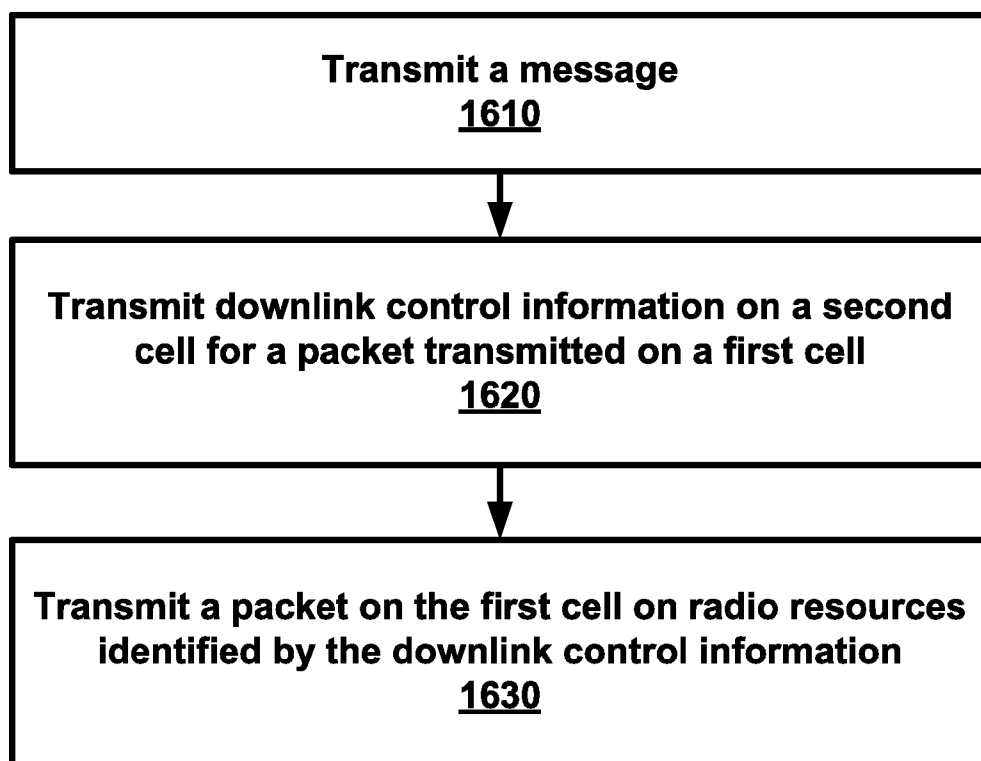 Transmit a message
1610
Transmit downlink control information on a second
cell for a packet transmitted on a first cell
1620
Transmit a packet on the first cell on radio resources
identified by the downlink control information
1630